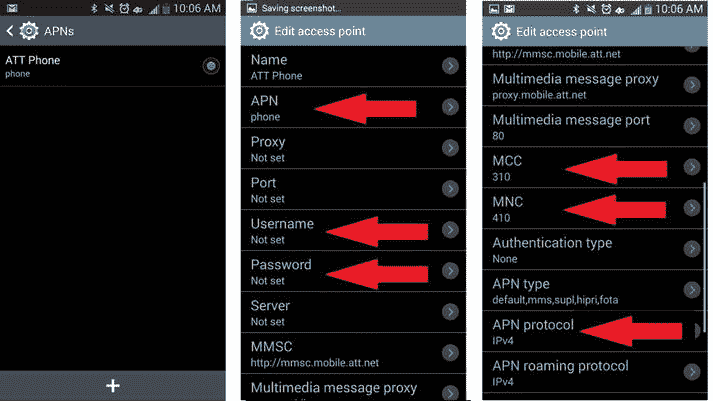 10:06 AM
APNs
ATT Phone
phone
+
Saving screenshot...
Edit access point
Name
ATT Phone
APN
phone
Proxy
Not set
Port
Not set
Username
Not set
Password
Not set
Server
Not set
MMSC
http://mmsc.mobile.att.net
Multimedia message proxy
10:06 AM
Edit access point
http://mmsc.mobile.att.net
Multimedia message proxy
proxy.mobile.att.net
Multimedia message port
80
MCC
310
MNC
410
Authentication type
None
APN type
default,mms,supl,hipri,fota
APN protocol
IPv4
APN roaming protocol
IPv4